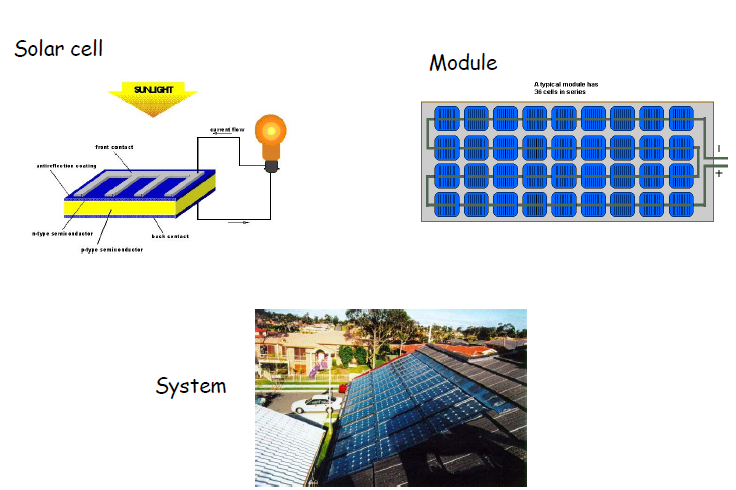 Solar cell
Module
SUNLIGHT
A typical module has
36 cells in series
current flow
front contact
antireflection coating
n-type semiconductor
back contact
p-type semiconductor
−
+
System